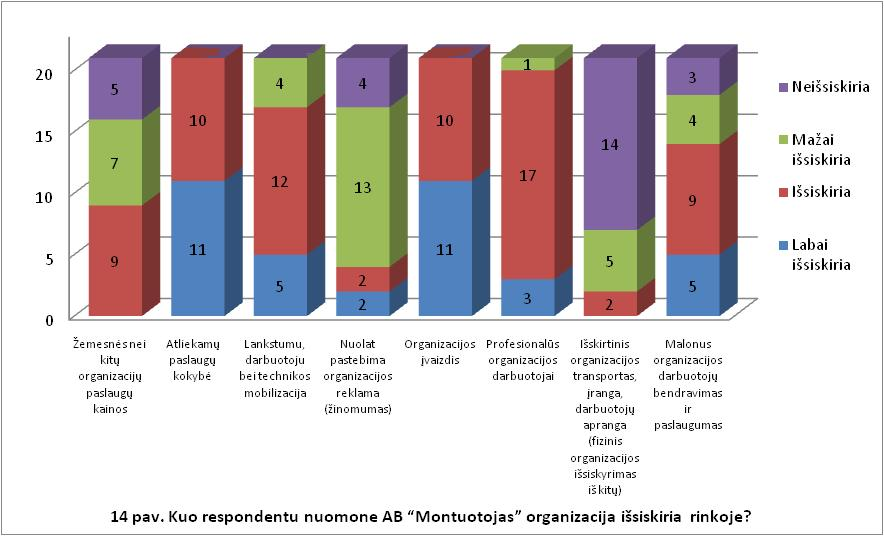 20
15
10
5
0
5
7
9
10
11
4
12
5
4
13
2
2
10
11
1
17
3
14
5
2
3
4
9
5
Neišsiskiria
Mažai
išsiskiria
Išsiskiria
Labai
išsiskiria
Žemesnės nei
kitų
organizacijų
paslaugų
kainos
Atliekamų
paslaugų
kokybė
Lankstumu,
darbuotoju
bei technikos
mobilizacija
Nuolat
pastebima
organizacijos
reklama
(žinomumas)
Organizacijos
įvaizdis
Profesionalūs
organizacijos
darbuotojai
Išskirtinis
organizacijos
transportas,
įranga,
darbuotojų
apranga
(fizinis
organizacijos
išsiskyrimas
iš kitų)
Malonus
organizacijos
darbuotojų
bendravimas
ir
paslaugumas
14 pav. Kuo respondentu nuomone AB “Montuotojas” organizacija išsiskiria rinkoje?